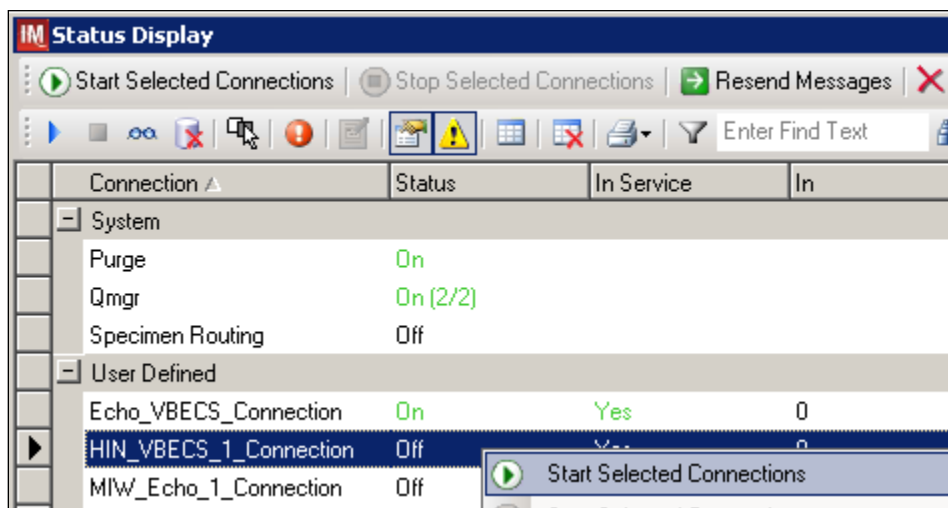 IM Status Display
Start Selected Connections Stop Selected Connections Resend Messages
Enter Find Text
Connection Status In Service In
System
Purge On
Qmgr On (2/2)
Specimen Routing Off
User Defined
Echo_VBECS_Connection On Yes 0
HIN_VBECS_1_Connection Off
MIW_Echo_1_Connection Off
Start Selected Connections